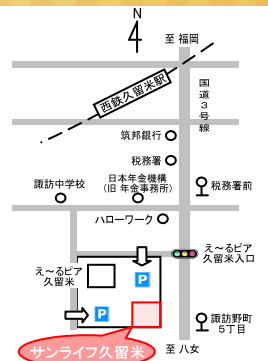 N
至 福岡
西鉄久留米駅
国道3号線
筑邦銀行
税務署
日本年金機構
(旧 年金事務所)
諏訪中学校
税務署前
ハローワーク
え～るピア
久留米入口
え～るピア
久留米
P
P
諏訪野町
5丁目
サンライフ久留米
至 八女